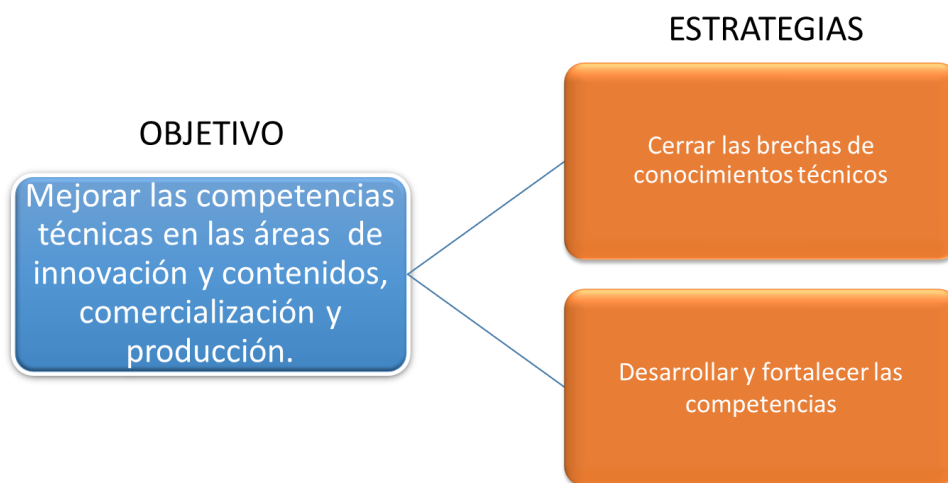 ESTRATEGIAS
OBJETIVO
Mejorar las competencias
técnicas en las áreas de
innovación y contenidos,
comercialización y
producción.
Cerrar las brechas de
conocimientos técnicos
Desarrollar y fortalecer las
competencias